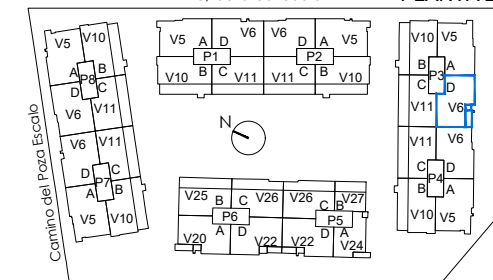 V5 V10
A B
P8
D C
V6 V11
V6 V11
D C
P7
A B
V5 V10
Camino del Poza Escalo
V5 A D V6 V6 A D V5
P1 P2
V10 B C V11 V11 C B V10
N
V25 B C V26 V26 C B V27
P6 P5
V20 A D V22 V22 D A V24
V10 V5
B A
P3
C D
V11 V6
V11 V6
C D
P4
B A
V10 V5